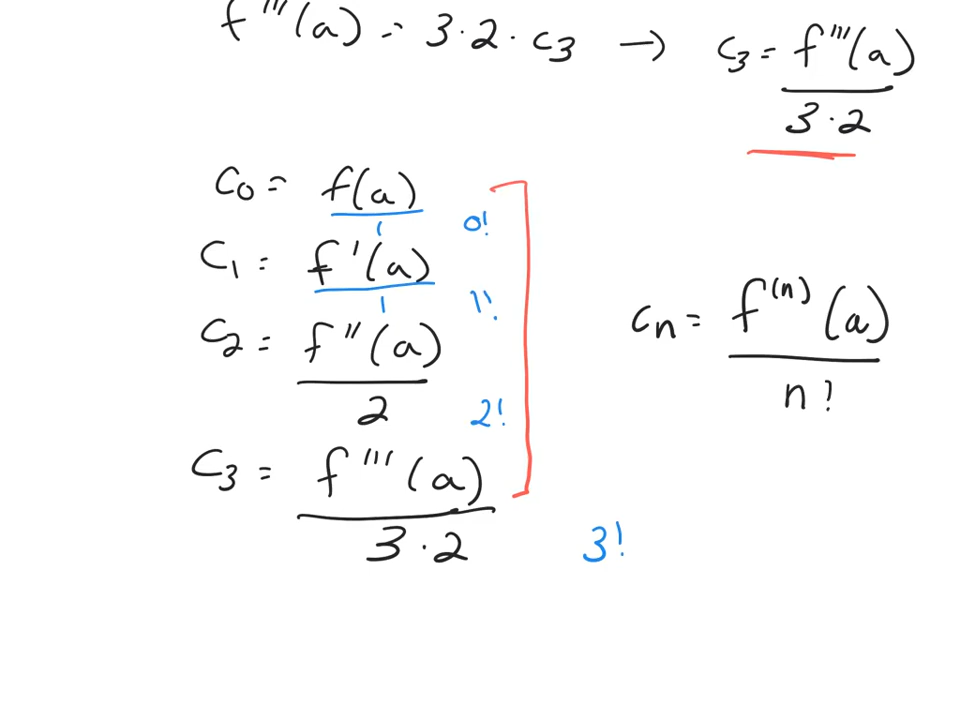 f'''(a) = 3·2·c3 → c3 = f'''(a) / 3·2
c0 = f(a) / 1 0!
c1 = f'(a) / 1 1!
c2 = f''(a) / 2 2!
c3 = f'''(a) / 3·2 3!
cn = f^(n)(a) / n!